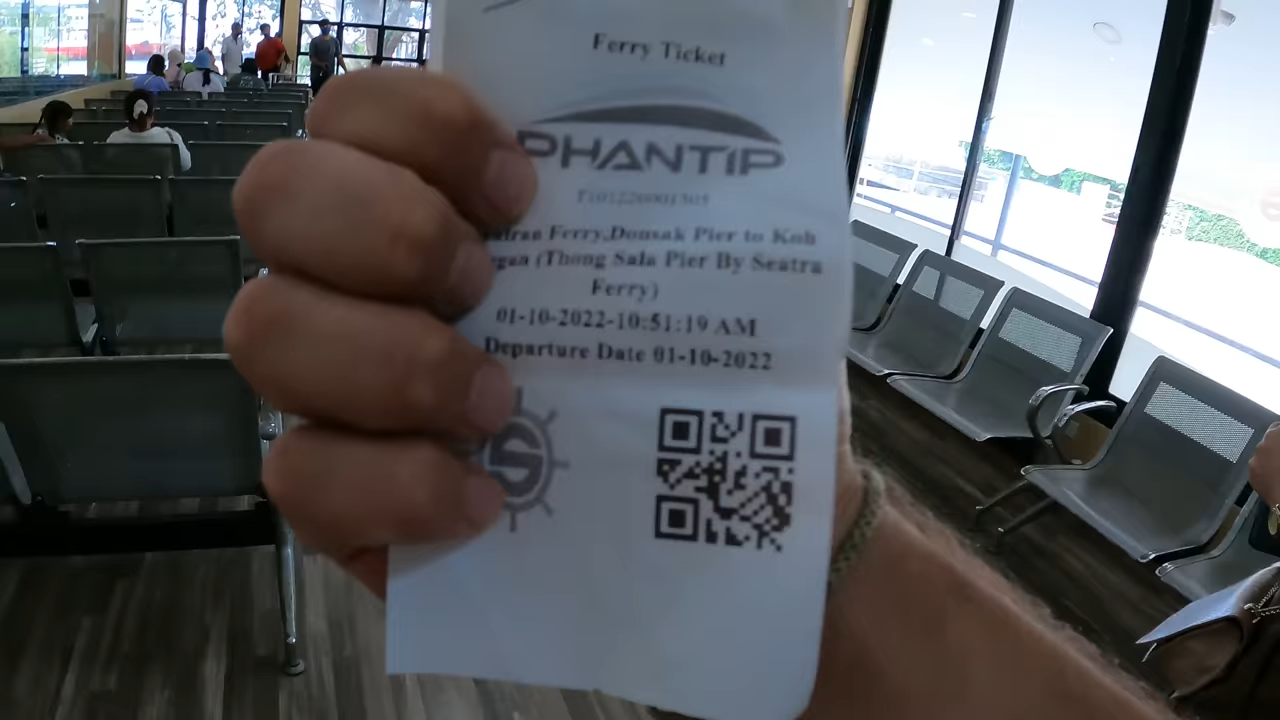 Ferry Ticket
PHANTIP
Ferry,Donsak Pier to Koh
(Thong Sala Pier By Seatra
Ferry)
01-10-2022-10:51:19 AM
Departure Date 01-10-2022
S